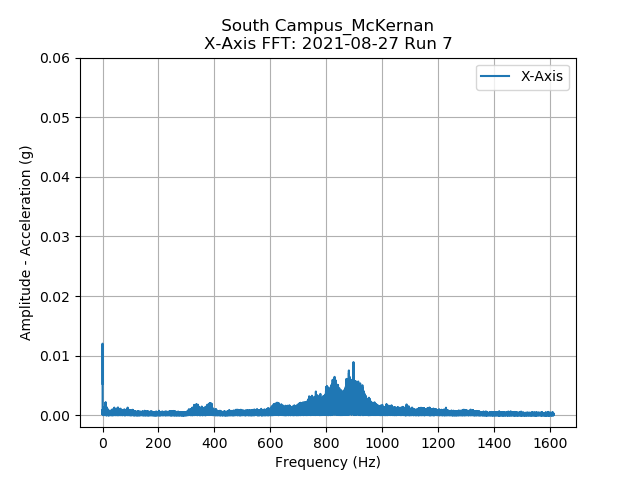 South Campus_McKernan
X-Axis FFT: 2021-08-27 Run 7
X-Axis
0.06
0.05
0.04
0.03
0.02
0.01
0.00
Amplitude - Acceleration (g)
0 200 400 600 800 1000 1200 1400 1600
Frequency (Hz)